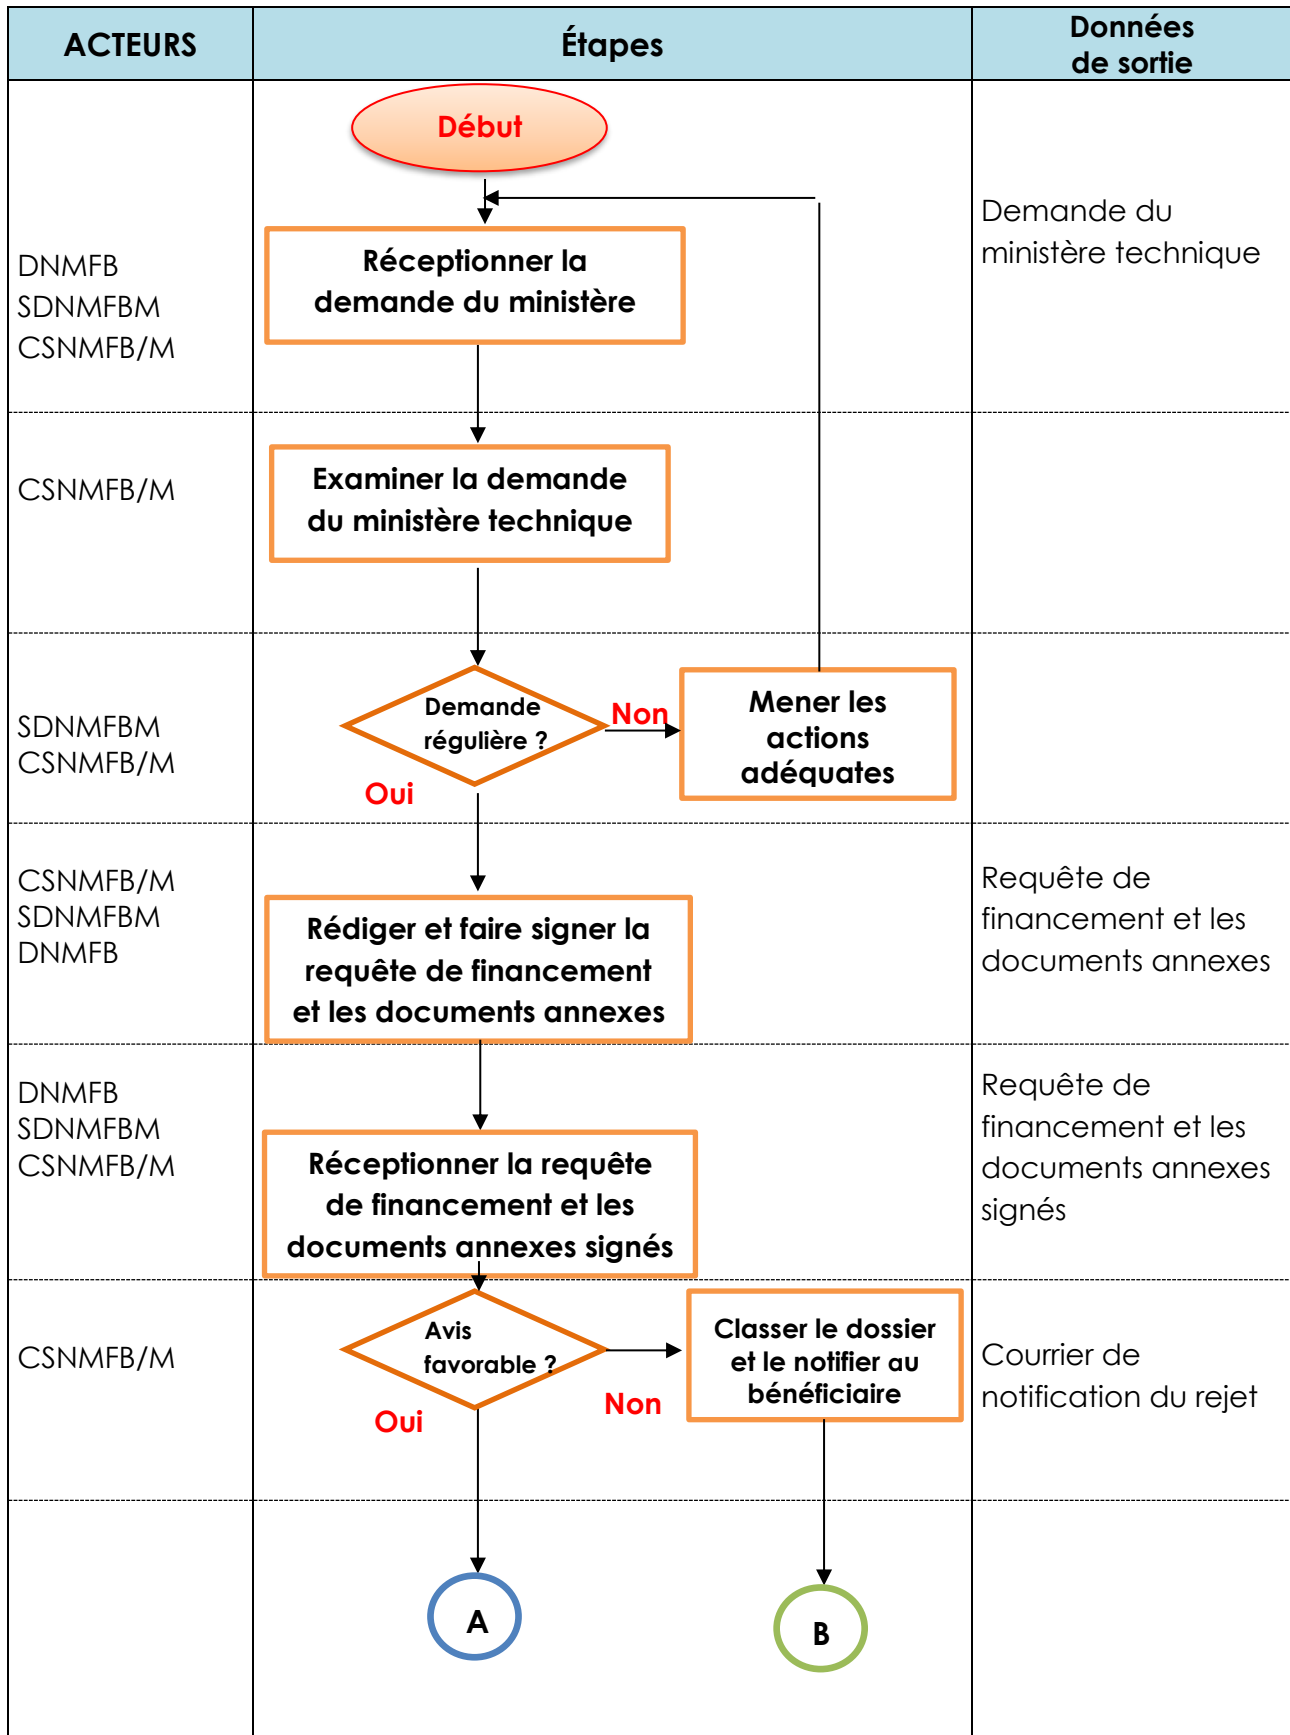 ACTEURS
Étapes
Données
de sortie
Début
DNMFB
SDNMFBM
CSNMFB/M
Réceptionner la
demande du ministère
Demande du
ministère technique
CSNMFB/M
Examiner la demande
du ministère technique
SDNMFBM
CSNMFB/M
Demande
régulière ?
Non
Oui
Mener les
actions
adéquates
CSNMFB/M
SDNMFBM
DNMFB
Rédiger et faire signer la
requête de financement
et les documents annexes
Requête de
financement et les
documents annexes
DNMFB
SDNMFBM
CSNMFB/M
Réceptionner la requête
de financement et les
documents annexes signés
Requête de
financement et les
documents annexes
signés
CSNMFB/M
Avis
favorable ?
Oui
Non
Classer le dossier
et le notifier au
bénéficiaire
Courrier de
notification du rejet
A
B